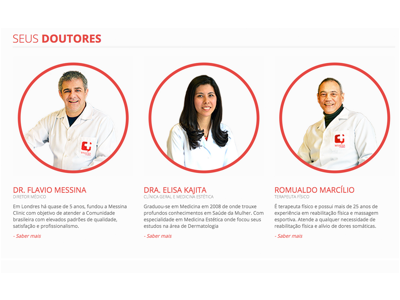 SEUS DOUTORES
DR. FLAVIO MESSINA
DIRETOR MÉDICO
Em Londres há quase de 5 anos, fundou a Messina
Clinic com objetivo de atender a Comunidade
brasileira com elevados padrões de qualidade,
satisfação e profissionalismo.
- Saber mais
DRA. ELISA KAJITA
CLÍNICA GERAL E MEDICINA ESTÉTICA
Graduou-se em Medicina em 2008 de onde trouxe
profundos conhecimentos em Saúde da Mulher. Com
especialidade em Medicina Estética onde focou seus
estudos na área de Dermatologia
- Saber mais
ROMUALDO MARCÍLIO
TERAPEUTA FÍSICO
É terapeuta físico e possui mais de 25 anos de
experiência em reabilitação física e massagem
esportiva. Atende a qualquer necessidade de
reabilitação física e alívio de dores somáticas.
- Saber mais